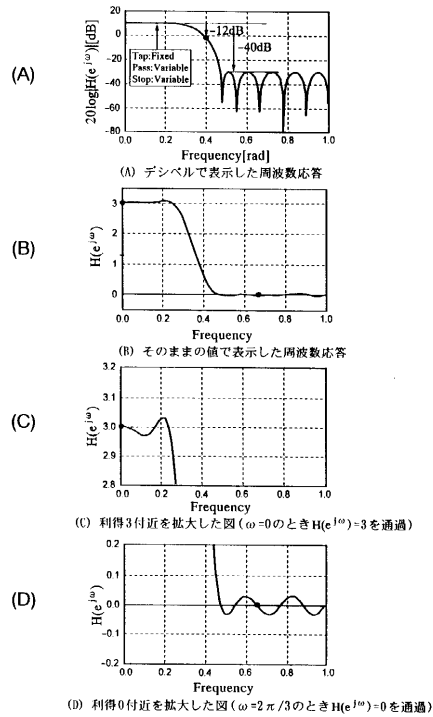 (A)
20log|H(e^jω)|[dB]
20
0
-20
-40
-60
-80
-12dB
-40dB
Tap:Fixed
Pass:Variable
Stop:Variable
0.0 0.2 0.4 0.6 0.8 1.0
Frequency[rad]
(A) デシベルで表示した周波数応答
(B)
H(e^jω)
3
2
1
0
0.0 0.2 0.4 0.6 0.8 1.0
Frequency
(B) そのままの値で表示した周波数応答
(C)
H(e^jω)
3.2
3.1
3.0
2.9
2.8
0.0 0.2 0.4 0.6 0.8 1.0
Frequency
(C) 利得3付近を拡大した図(ω=0のときH(e^jω)=3を通過)
(D)
H(e^jω)
0.2
0.1
0.0
-0.1
-0.2
0.0 0.2 0.4 0.6 0.8 1.0
Frequency
(D) 利得0付近を拡大した図(ω=2π/3のときH(e^jω)=0を通過)